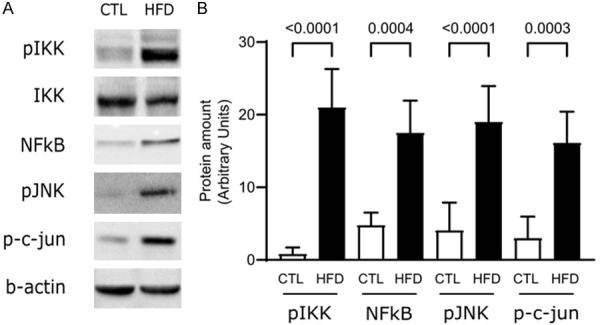 A
CTL HFD
pIKK
IKK
NFkB
pJNK
p-c-jun
b-actin
B
<0.0001 0.0004 <0.0001 0.0003
Protein amount
(Arbitrary Units)
30
20
10
0
CTL HFD CTL HFD CTL HFD CTL HFD
pIKK NFkB pJNK p-c-jun